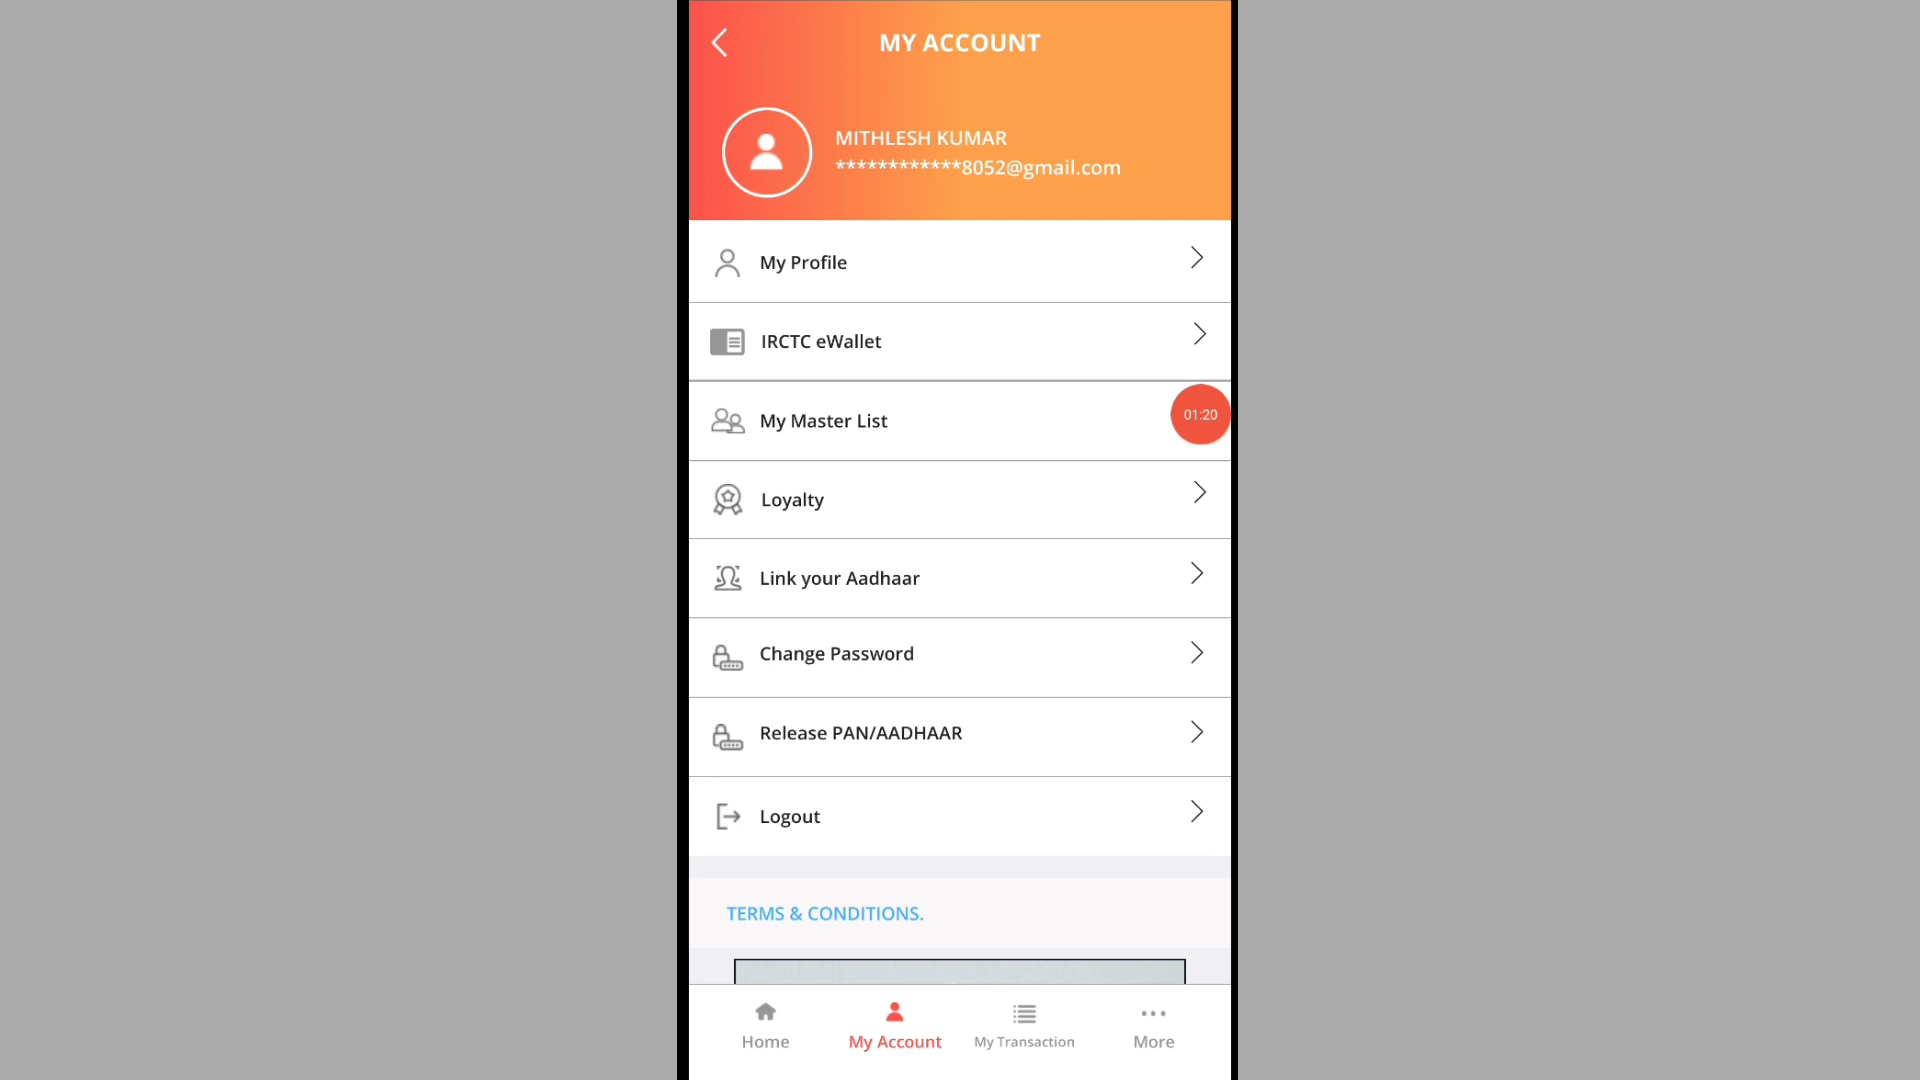 MY ACCOUNT
MITHLESH KUMAR
************8052@gmail.com
My Profile
IRCTC eWallet
My Master List
01:20
Loyalty
Link your Aadhaar
Change Password
Release PAN/AADHAAR
Logout
TERMS & CONDITIONS.
Home
My Account
My Transaction
More